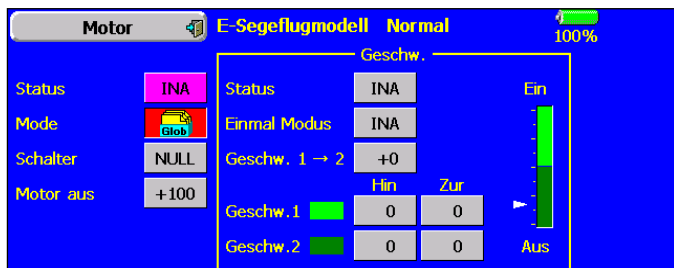 Motor E-Segeflugmodell Normal 100%
Geschw.
Status INA Status INA Ein
Mode Glob Einmal Modus INA
Schalter NULL Geschw. 1 → 2 +0
Motor aus +100 Hin Zur
Geschw.1 0 0
Geschw.2 0 0 Aus